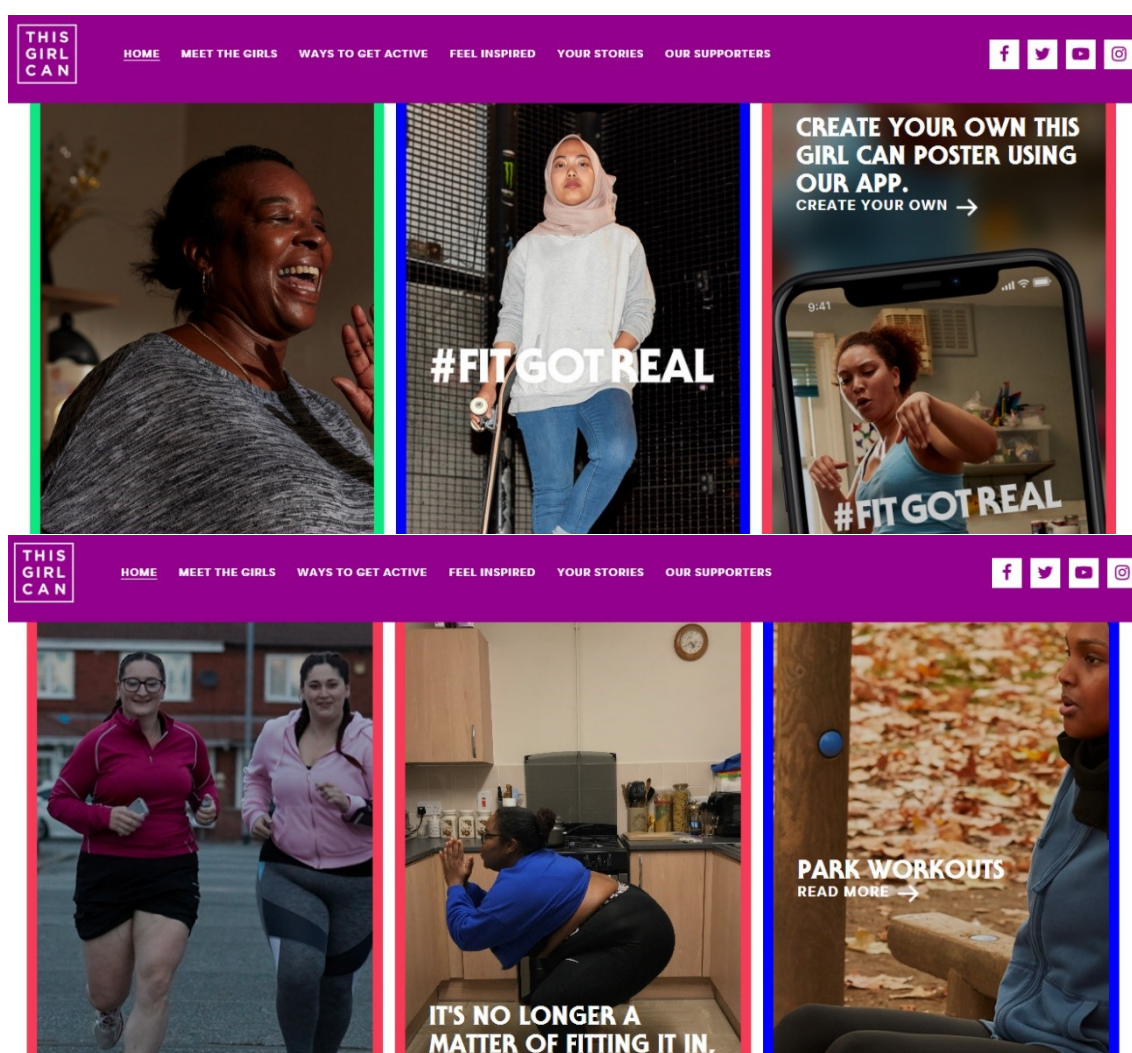 THIS
GIRL
CAN
HOME MEET THE GIRLS WAYS TO GET ACTIVE FEEL INSPIRED YOUR STORIES OUR SUPPORTERS
#FITGOTREAL
CREATE YOUR OWN THIS
GIRL CAN POSTER USING
OUR APP.
CREATE YOUR OWN →
9:41
#FITGOTREAL
THIS
GIRL
CAN
HOME MEET THE GIRLS WAYS TO GET ACTIVE FEEL INSPIRED YOUR STORIES OUR SUPPORTERS
IT'S NO LONGER A
MATTER OF FITTING IT IN,
PARK WORKOUTS
READ MORE →